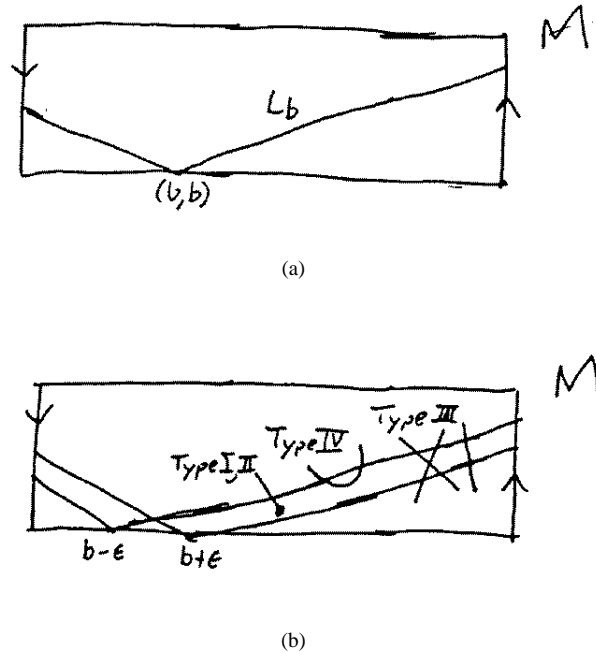 M
L_b
(b,b)
(a)
M
Type III
Type IV
Type I, II
b-ε b+ε
(b)